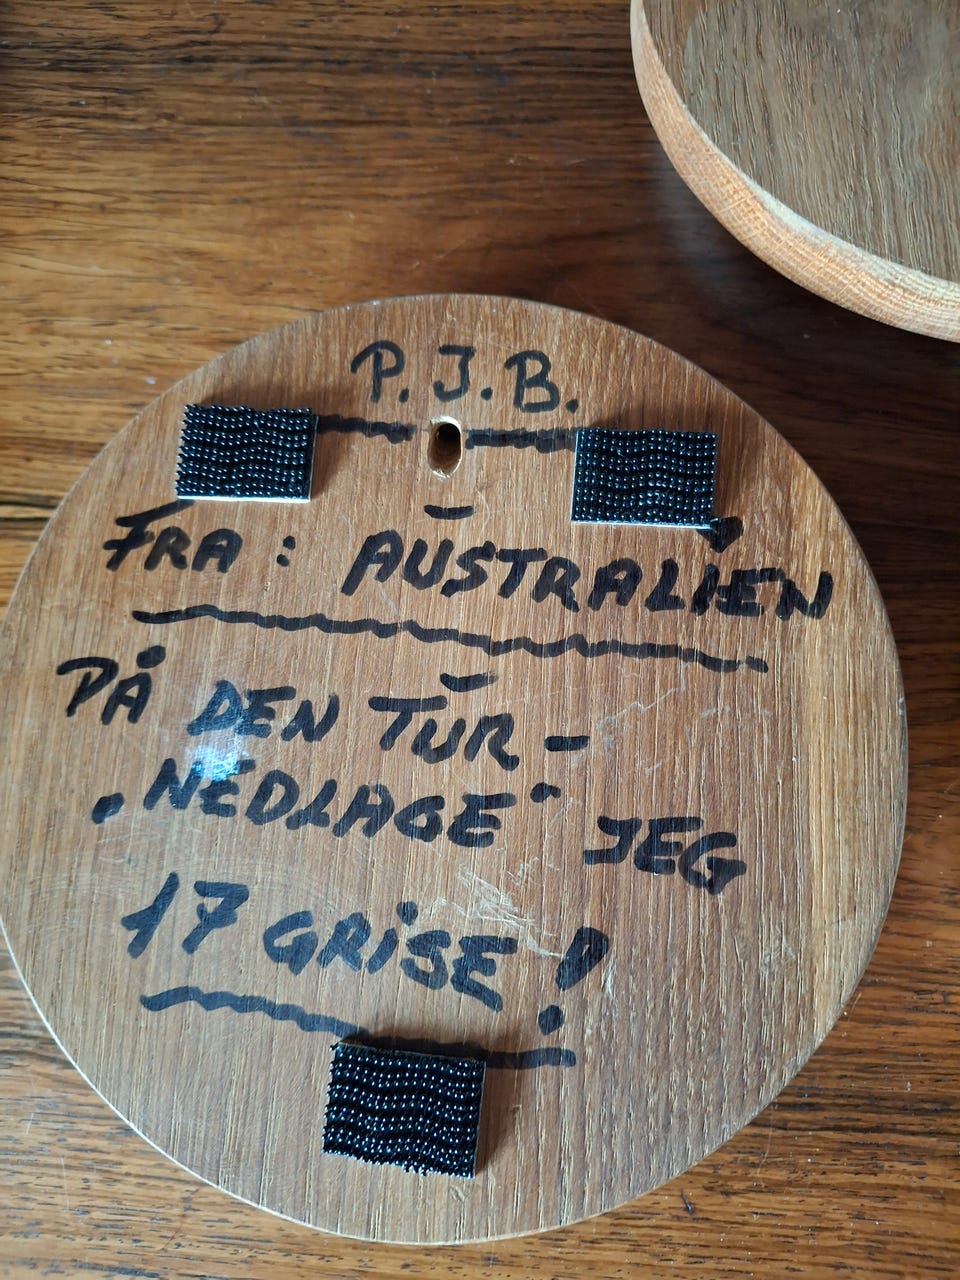 P.J.B.
FRA: AUSTRALIEN
PÅ DEN TUR-
„NEDLAGE" JEG
17 GRISE!